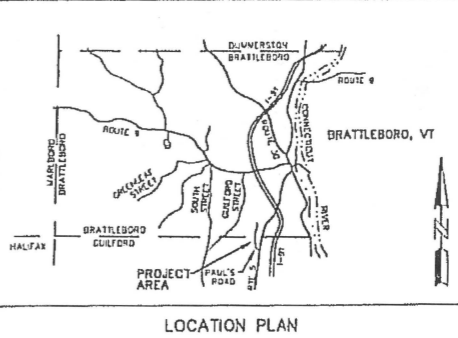 DUMMERSTON
BRATTLEBORO
ROUTE 9
I-91
CONNECTICUT
RIVER
BRATTLEBORO, VT
ROUTE 9
MARLBORO
BRATTLEBORO
GREENLEAF
STREET
SOUTH
STREET
GUILFORD
STREET
BRATTLEBORO
GUILFORD
HALIFAX
PROJECT
AREA
PAUL'S
ROAD
RTE 5
I-91
N
LOCATION PLAN